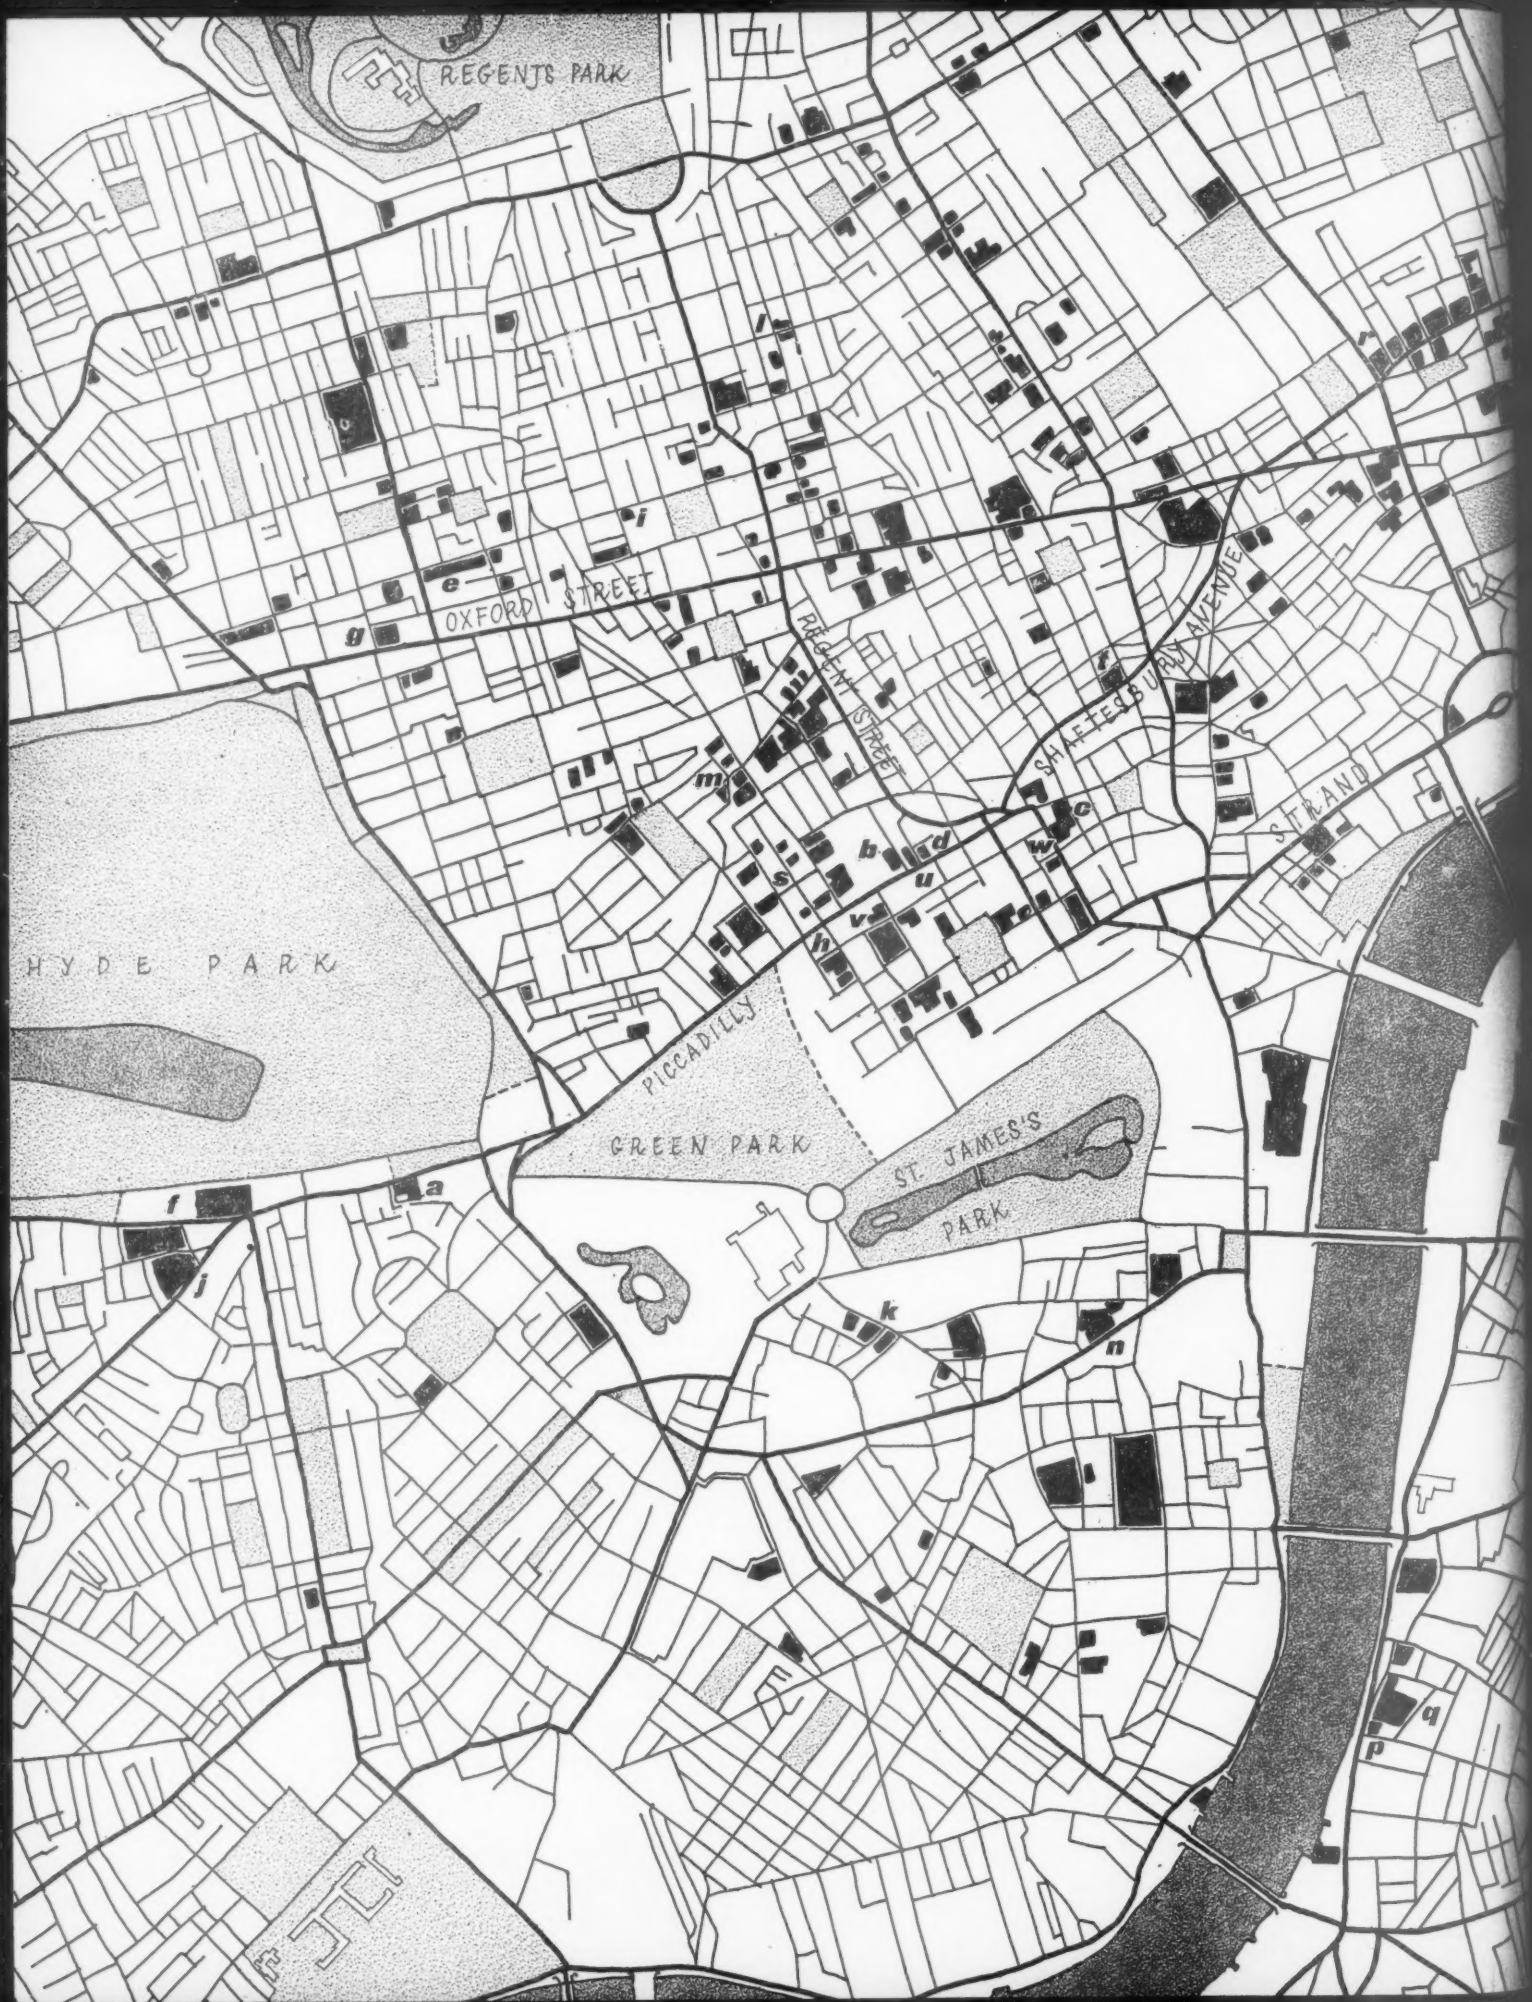 REGENTS PARK
l
r
i
e
OXFORD STREET
g
REGENT STREET
SHAFTESBURY AVENUE
m
c
STRAND
b
d
w
s
u
v
h
HYDE PARK
PICCADILLY
GREEN PARK
ST. JAMES'S
PARK
f
a
j
k
n
q
p